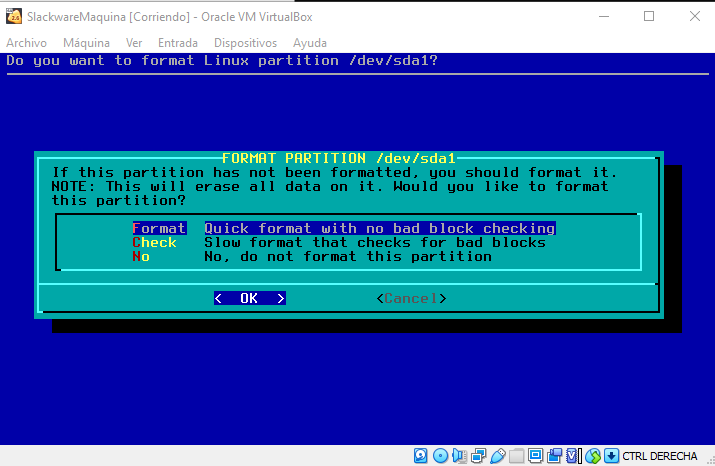 SlackwareMaquina [Corriendo] - Oracle VM VirtualBox
Archivo Máquina Ver Entrada Dispositivos Ayuda
Do you want to format Linux partition /dev/sda1?
FORMAT PARTITION /dev/sda1
If this partition has not been formatted, you should format it.
NOTE: This will erase all data on it. Would you like to format
this partition?
Format Quick format with no bad block checking
Check Slow format that checks for bad blocks
No No, do not format this partition
< OK > <Cancel>
CTRL DERECHA